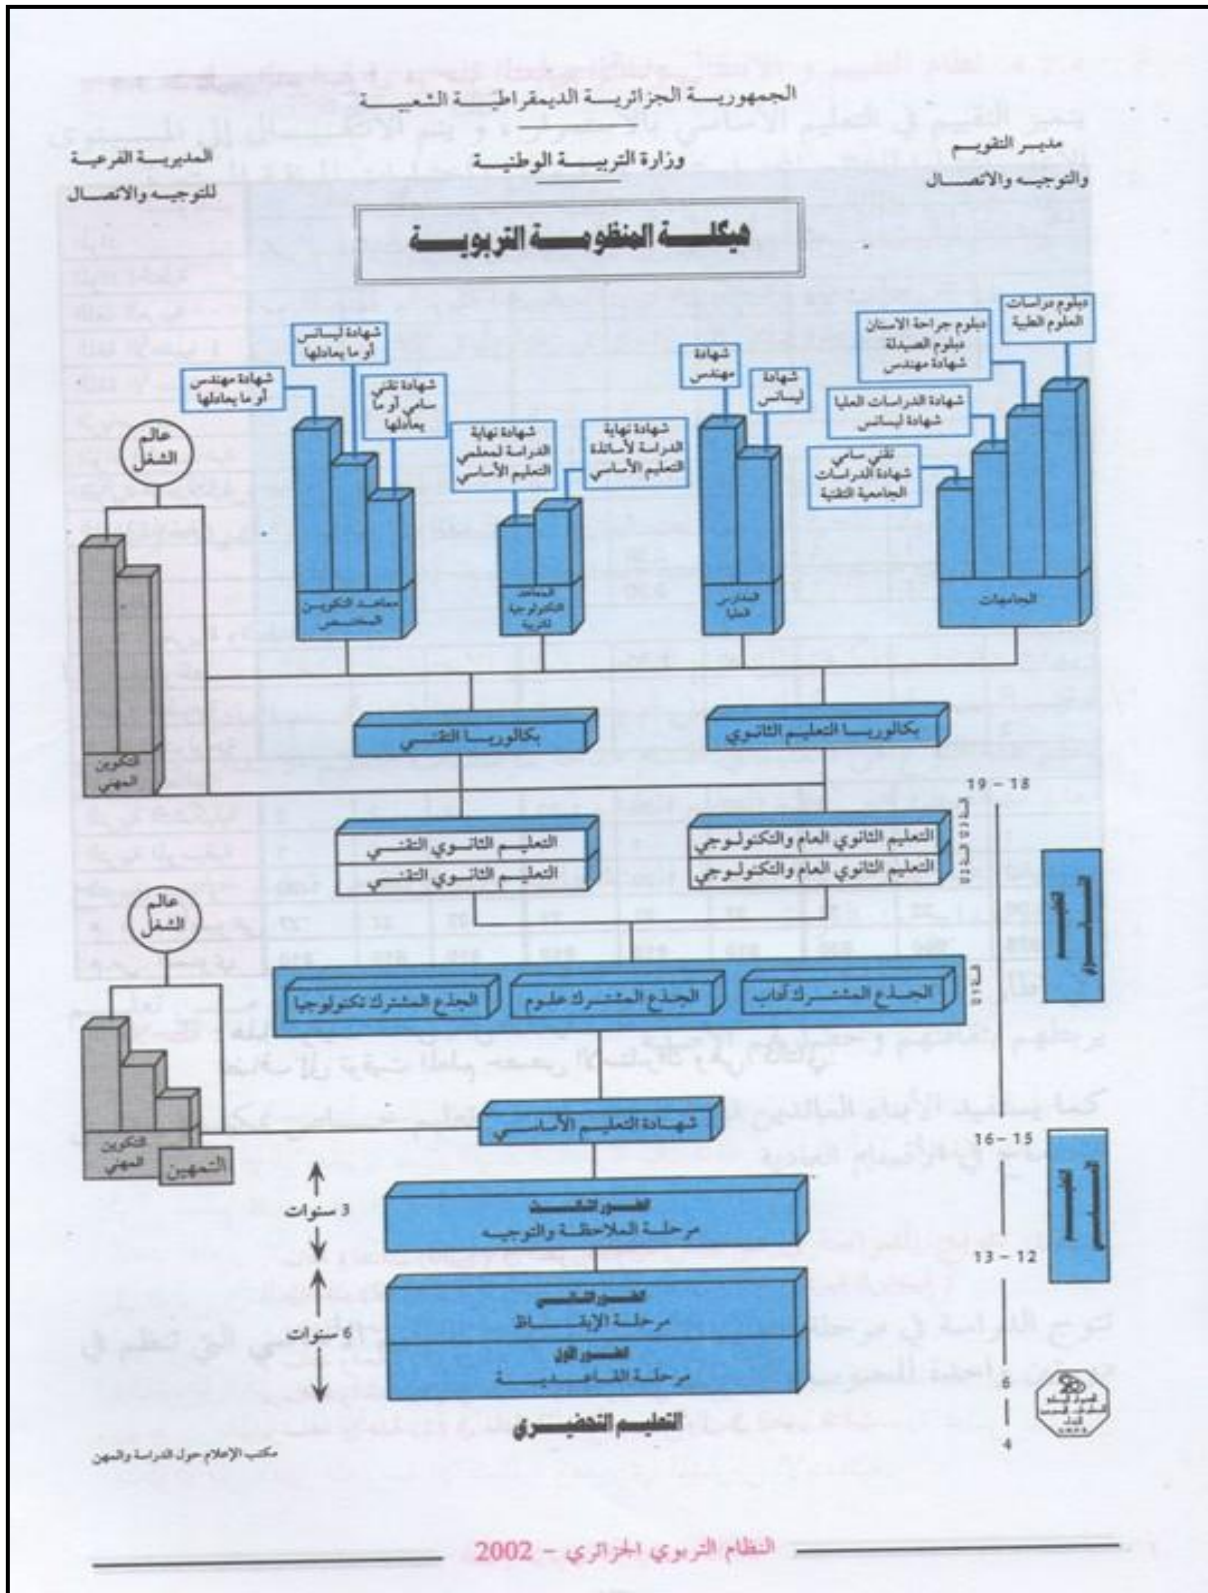 الجمهورية الجزائرية الديمقراطية الشعبية
مدير التقويم
والتوجيه والاتصال
وزارة التربية الوطنية
المديرية الفرعية
للتوجيه والاتصال
هيكلة المنظومة التربوية
دبلوم دراسات
العلوم الطبية
دبلوم جراحة الاسنان
دبلوم الصيدلة
شهادة مهندس
شهادة الدراسات العليا
شهادة ليسانس
تقني سامي
شهادة الدراسات
الجامعية التقنية
شهادة
مهندس
شهادة
ليسانس
شهادة نهاية
الدراسة لأساتذة
التعليم الأساسي
شهادة نهاية
الدراسة لمعلمي
التعليم الأساسي
شهادة ليسانس
أو ما يعادلها
شهادة تقني
سامي أو ما
يعادلها
شهادة مهندس
أو ما يعادلها
عالم
الشغل
الجامعات
المدارس
العليا
المعاهد
التكنولوجية
للتربية
معاهد التكوين
المختص
بكالوريا التعليم الثانوي
بكالوريا التقني
التكوين
المهني
19 - 18
التعليم الثانوي العام والتكنولوجي
التعليم الثانوي التقني
التعليم الثانوي العام والتكنولوجي
التعليم الثانوي التقني
عالم
الشغل
الجذع المشترك آداب
الجذع المشترك علوم
الجذع المشترك تكنولوجيا
شهادة التعليم الأساسي
16 - 15
التكوين
المهني
التمهين
الطور الثالث
مرحلة الملاحظة والتوجيه
3 سنوات
13 - 12
الطور الثاني
مرحلة الإيقاظ
6 سنوات
الطور الأول
مرحلة القاعدية
6
4
التعليم التحضيري
مكتب الإعلام حول الدراسة والمهن
النظام التربوي الجزائري - 2002